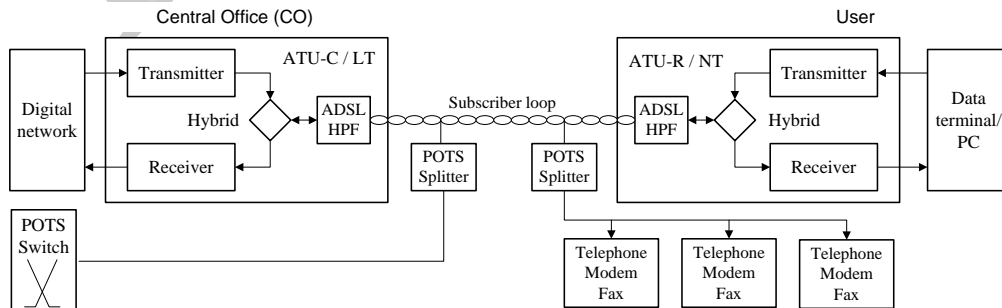 Central Office (CO)
User
ATU-C / LT
ATU-R / NT
Digital
network
Transmitter
Hybrid
Receiver
ADSL
HPF
Subscriber loop
ADSL
HPF
Transmitter
Hybrid
Receiver
Data
terminal/
PC
POTS
Splitter
POTS
Splitter
POTS
Switch
Telephone
Modem
Fax
Telephone
Modem
Fax
Telephone
Modem
Fax